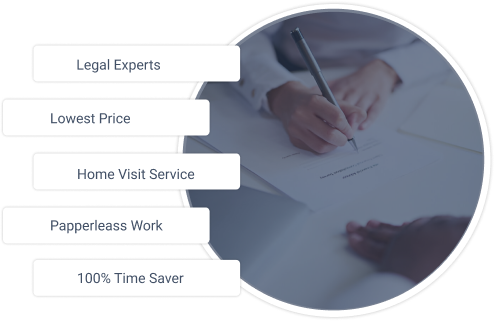 Legal Experts
Lowest Price
Home Visit Service
Papperleass Work
100% Time Saver